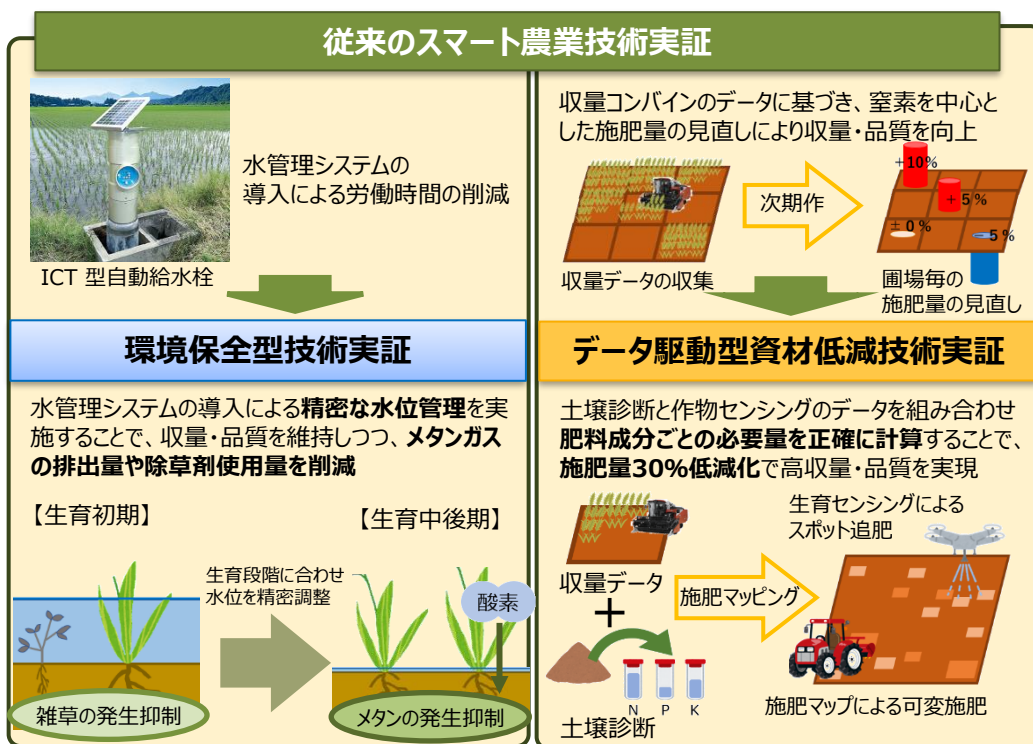 従来のスマート農業技術実証
水管理システムの
導入による労働時間の削減
ICT 型自動給水栓
収量コンバインのデータに基づき、窒素を中心と
した施肥量の見直しにより収量・品質を向上
次期作
+10%
+5%
±0%
-5%
収量データの収集
圃場毎の
施肥量の見直し
環境保全型技術実証
水管理システムの導入による精密な水位管理を実
施することで、収量・品質を維持しつつ、メタンガス
の排出量や除草剤使用量を削減
【生育初期】
【生育中後期】
生育段階に合わせ
水位を精密調整
酸素
雑草の発生抑制
メタンの発生抑制
データ駆動型資材低減技術実証
土壌診断と作物センシングのデータを組み合わせ
肥料成分ごとの必要量を正確に計算することで、
施肥量30%低減化で高収量・品質を実現
生育センシングによる
スポット追肥
収量データ
+
施肥マッピング
N P K
土壌診断
施肥マップによる可変施肥